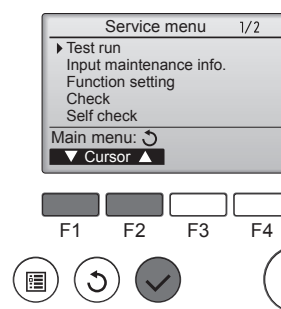 Service menu 1/2
Test run
Input maintenance info.
Function setting
Check
Self check
Main menu:
Cursor
F1 F2 F3 F4